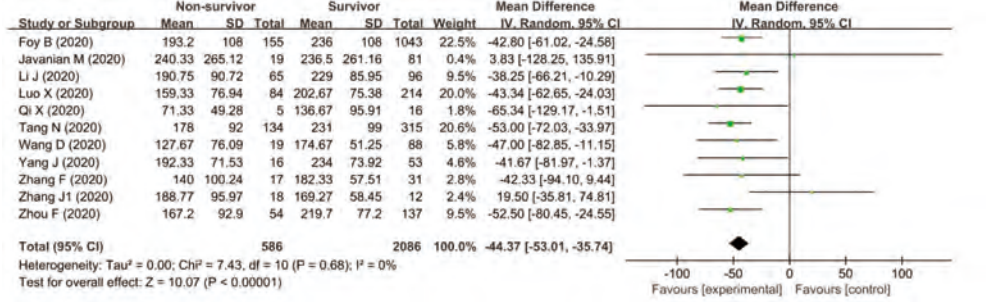 Non-survivor Survivor Mean Difference Mean Difference
Study or Subgroup Mean SD Total Mean SD Total Weight IV, Random, 95% CI IV, Random, 95% CI
Foy B (2020) 193.2 108 155 236 108 1043 22.5% -42.80 [-61.02, -24.58]
Javanian M (2020) 240.33 265.12 19 236.5 261.16 81 0.4% 3.83 [-128.25, 135.91]
Li J (2020) 190.75 90.72 65 229 85.95 96 10.1% -38.25 [-66.21, -10.29]
Luo X (2020) 159.33 76.94 84 202.67 75.38 214 20.0% -43.34 [-62.65, -24.03]
Qi X (2020) 71.33 49.28 5 136.67 95.91 16 1.8% -65.34 [-129.17, -1.51]
Tang N (2020) 178 92 134 231 99 315 20.6% -53.00 [-72.03, -33.97]
Wang D (2020) 127.67 76.09 19 174.67 51.25 88 5.8% -47.00 [-82.85, -11.15]
Yang J (2020) 192.33 71.53 16 234 73.92 53 4.6% -41.67 [-81.97, -1.37]
Zhang F (2020) 140 100.24 17 182.33 57.51 31 2.8% -42.33 [-94.10, 9.44]
Zhang J1 (2020) 188.77 95.97 18 169.27 58.45 12 2.4% 19.50 [-35.81, 74.81]
Zhou F (2020) 167.2 92.9 54 219.7 77.2 137 9.5% -52.50 [-80.45, -24.55]
Total (95% CI) 586 2086 100.0% -44.37 [-53.01, -35.74]
Heterogeneity: Tau² = 0.00; Chi² = 7.43, df = 10 (P = 0.68); I² = 0%
Test for overall effect: Z = 10.07 (P < 0.00001)
-100 -50 0 50 100
Favours [experimental] Favours [control]